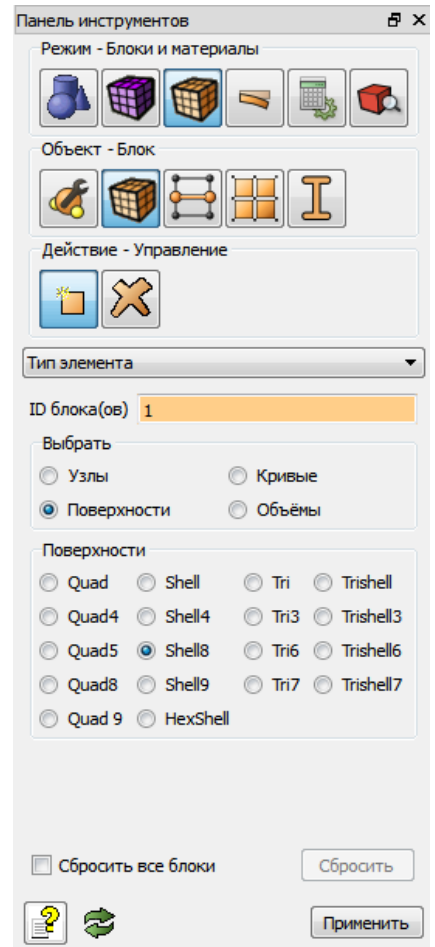 Панель инструментов
Режим - Блоки и материалы
Объект - Блок
Действие - Управление
Тип элемента
ID блока(ов) 1
Выбрать
Узлы Кривые
Поверхности Объёмы
Поверхности
Quad Shell Tri Trishell
Quad4 Shell4 Tri3 Trishell3
Quad5 Shell8 Tri6 Trishell6
Quad8 Shell9 Tri7 Trishell7
Quad 9 HexShell
Сбросить все блоки Сбросить
Применить